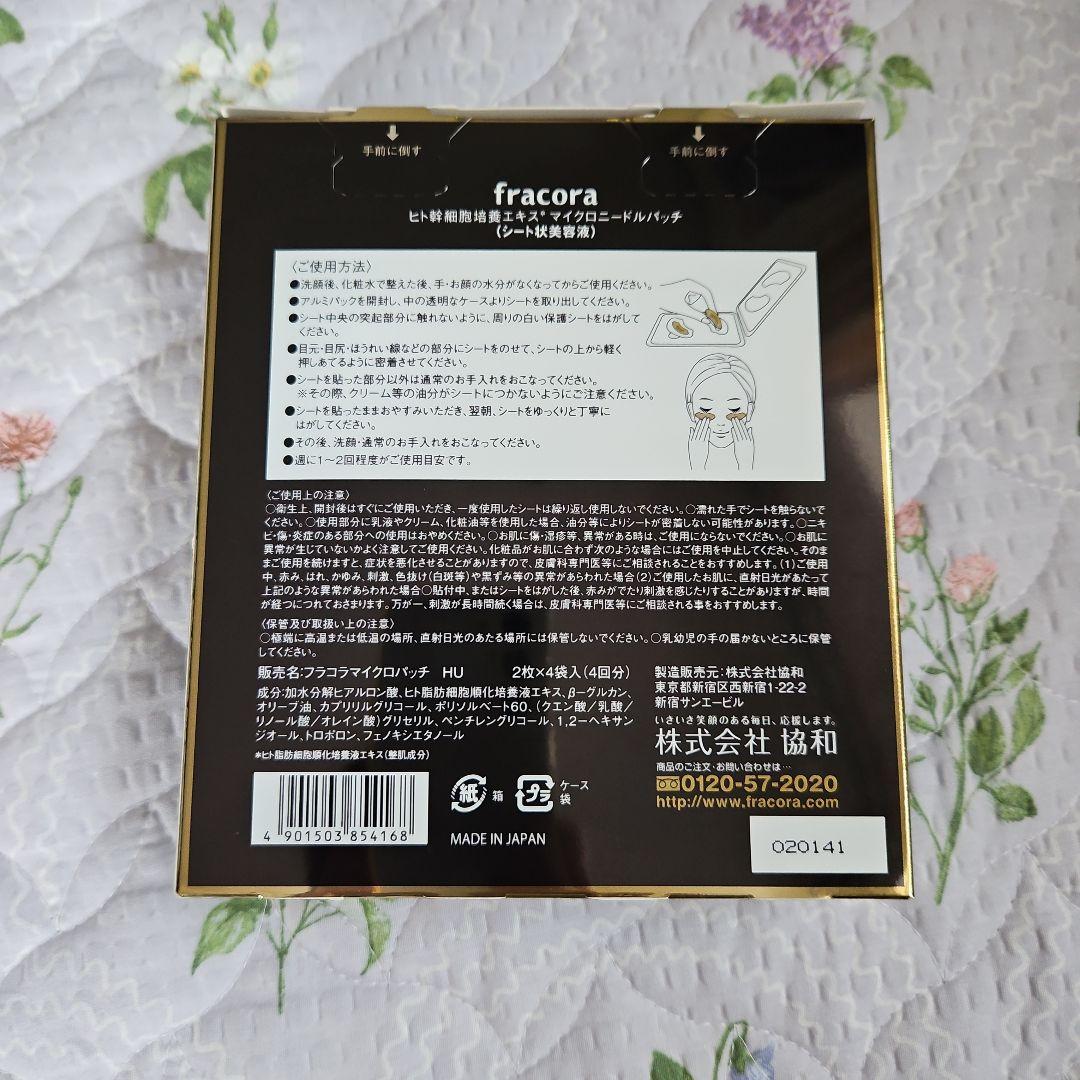 手前に倒す
手前に倒す
fracora
ヒト幹細胞培養エキス* マイクロニードルパッチ
(シート状美容液)
〈ご使用方法〉
●洗顔後、化粧水で整えた後、手・お顔の水分がなくなってからご使用ください。
●アルミパックを開封し、中の透明なケースよりシートを取り出してください。
●シート中央の突起部分に触れないように、周りの白い保護シートをはがして
ください。
●目元・目尻・ほうれい線などの部分にシートをのせて、シートの上から軽く
押しあてるように密着させてください。
●シートを貼った部分以外は通常のお手入れをおこなってください。
※その際、クリーム等の油分がシートにつかないようにご注意ください。
●シートを貼ったままおやすみいただき、翌朝、シートをゆっくりと丁寧に
はがしてください。
●その後、洗顔・通常のお手入れをおこなってください。
●週に1〜2回程度がご使用目安です。
〈ご使用上の注意〉
○衛生上、開封後はすぐにご使用いただき、一度使用したシートは繰り返し使用しないでください。○濡れた手でシートを触らないで
ください。○使用部分に乳液やクリーム、化粧油等を使用した場合、油分等によりシートが密着しない可能性があります。○ニキ
ビ・傷・炎症のある部分への使用はおやめください。○お肌に傷・湿疹等、異常がある時は、ご使用にならないでください。○お肌に
異常が生じていないかよく注意してご使用ください。化粧品がお肌に合わず次のような場合にはご使用を中止してください。そのま
まご使用を続けますと、症状を悪化させることがありますので、皮膚科専門医等にご相談されることをおすすめします。(1)ご使用
中、赤み、はれ、かゆみ、刺激、色抜け(白斑等)や黒ずみ等の異常があらわれた場合(2)ご使用したお肌に、直射日光があたって
上記のような異常があらわれた場合○貼付中、またはシートをはがした後、赤みがでたり刺激を感じたりすることがありますが、時間
が経つにつれておさまります。万が一、刺激が長時間続く場合は、皮膚科専門医等にご相談される事をおすすめします。
〈保管及び取扱い上の注意〉
○極端に高温または低温の場所、直射日光のあたる場所には保管しないでください。○乳幼児の手の届かないところに保管
してください。
販売名:フラコラマイクロパッチ HU 2枚×4袋入(4回分)
成分:加水分解ヒアルロン酸、ヒト脂肪細胞順化培養液エキス、β−グルカン、
オリーブ油、カプリリルグリコール、ポリソルベート60、(クエン酸/乳酸/
リノール酸/オレイン酸)グリセリル、ペンチレングリコール、1,2−ヘキサン
ジオール、トロポロン、フェノキシエタノール
*ヒト脂肪細胞順化培養液エキス(整肌成分)
製造販売元:株式会社協和
東京都新宿区西新宿1-22-2
新宿サンエービル
いきいき笑顔のある毎日、応援します。
株式会社 協和
商品のご注文・お問い合わせは…
0120-57-2020
http://www.fracora.com
4 901503 854168
紙 箱
プラ ケース
袋
MADE IN JAPAN
020141